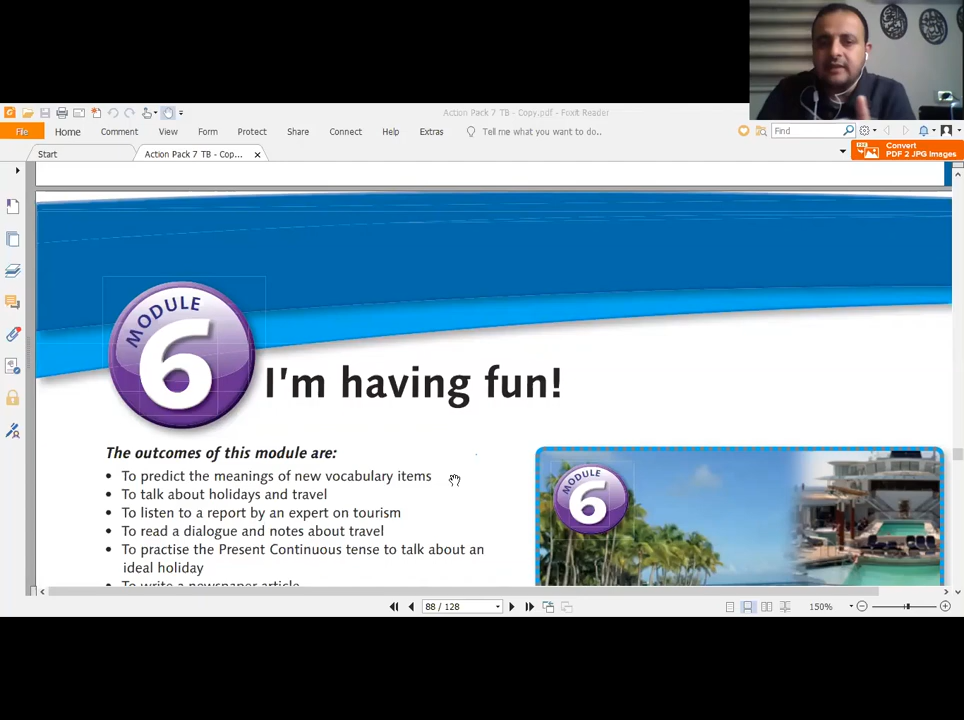 Action Pack 7 TB - Copy.pdf - Foxit Reader
File Home Comment View Form Protect Share Connect Help Extras Tell me what you want to do.. Find
Start Action Pack 7 TB - Cop...
Convert
PDF 2 JPG Images
MODULE
6
I'm having fun!
The outcomes of this module are:
• To predict the meanings of new vocabulary items
• To talk about holidays and travel
• To listen to a report by an expert on tourism
• To read a dialogue and notes about travel
• To practise the Present Continuous tense to talk about an
ideal holiday
• To write a newspaper article
MODULE
6
88 / 128
150%